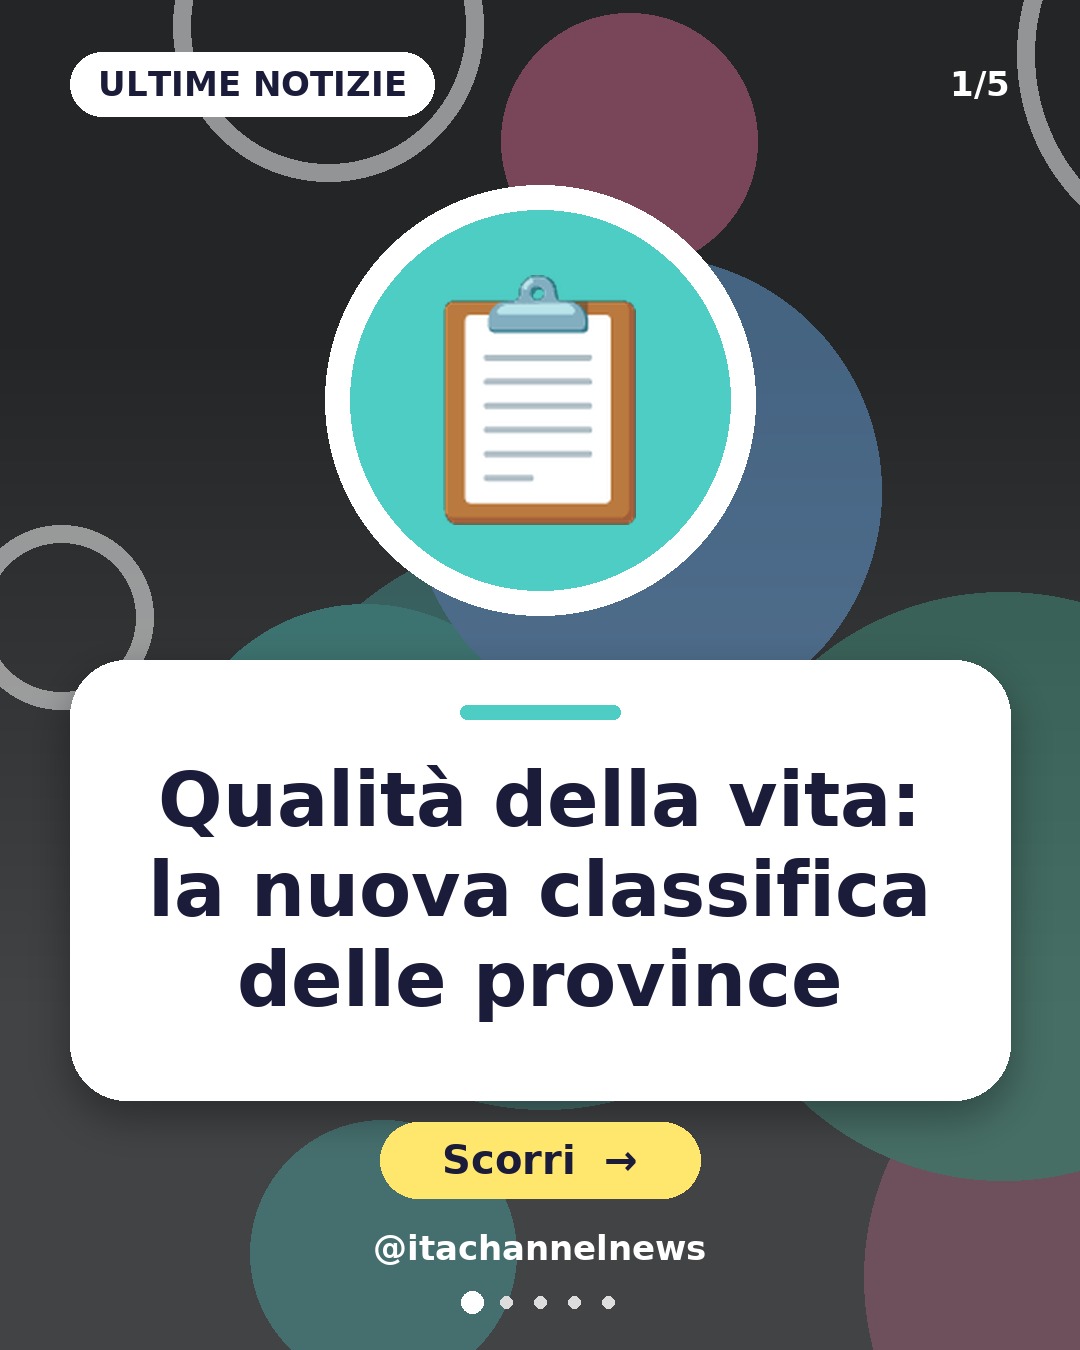 ULTIME NOTIZIE
1/5
Qualità della vita:
la nuova classifica
delle province
Scorri →
@itachannelnews